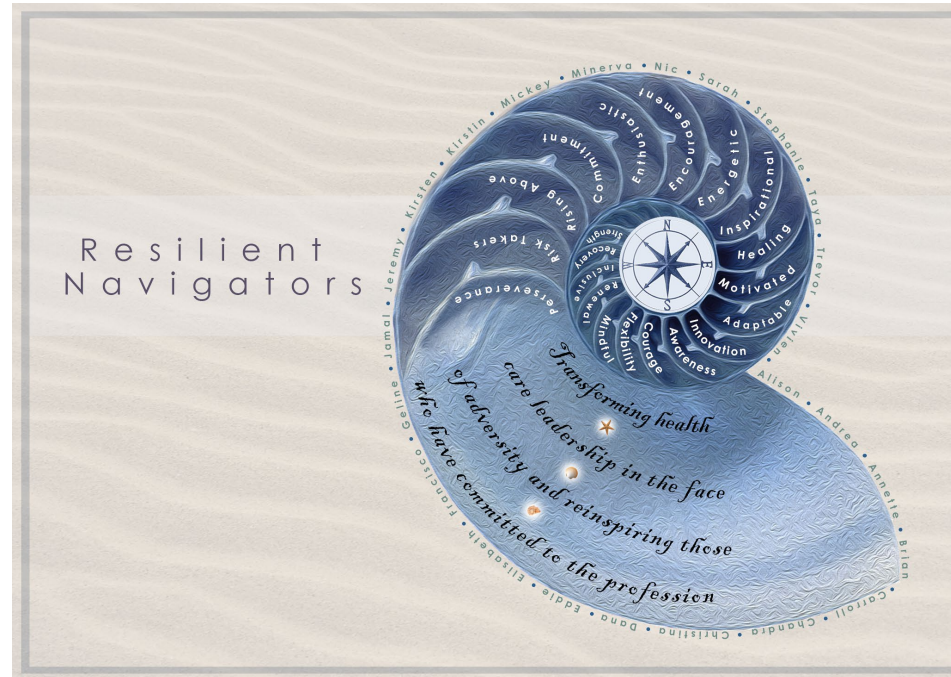 Resilient
Navigators
Alison • Andrea • Annette • Brian • Carroll • Chandra • Christina • Dana • Eddie • Elisabeth • Francisco • Geline • Jamal • Jeremy • Kirsten • Kirstin • Mickey • Minerva • Nic • Sarah • Stephanie • Taya • Trevor • Vivien •
Perseverance
Risk Takers
Rising Above
Commitment
Enthusiastic
Encouragement
Energetic
Inspirational
Healing
Motivated
Adaptable
Innovation
Awareness
Courage
Flexibility
Mindful
Renewal
Inclusive
Recovery
Strength
N
E
S
W
Transforming health
care leadership in the face
of adversity and reinspiring those
who have committed to the profession